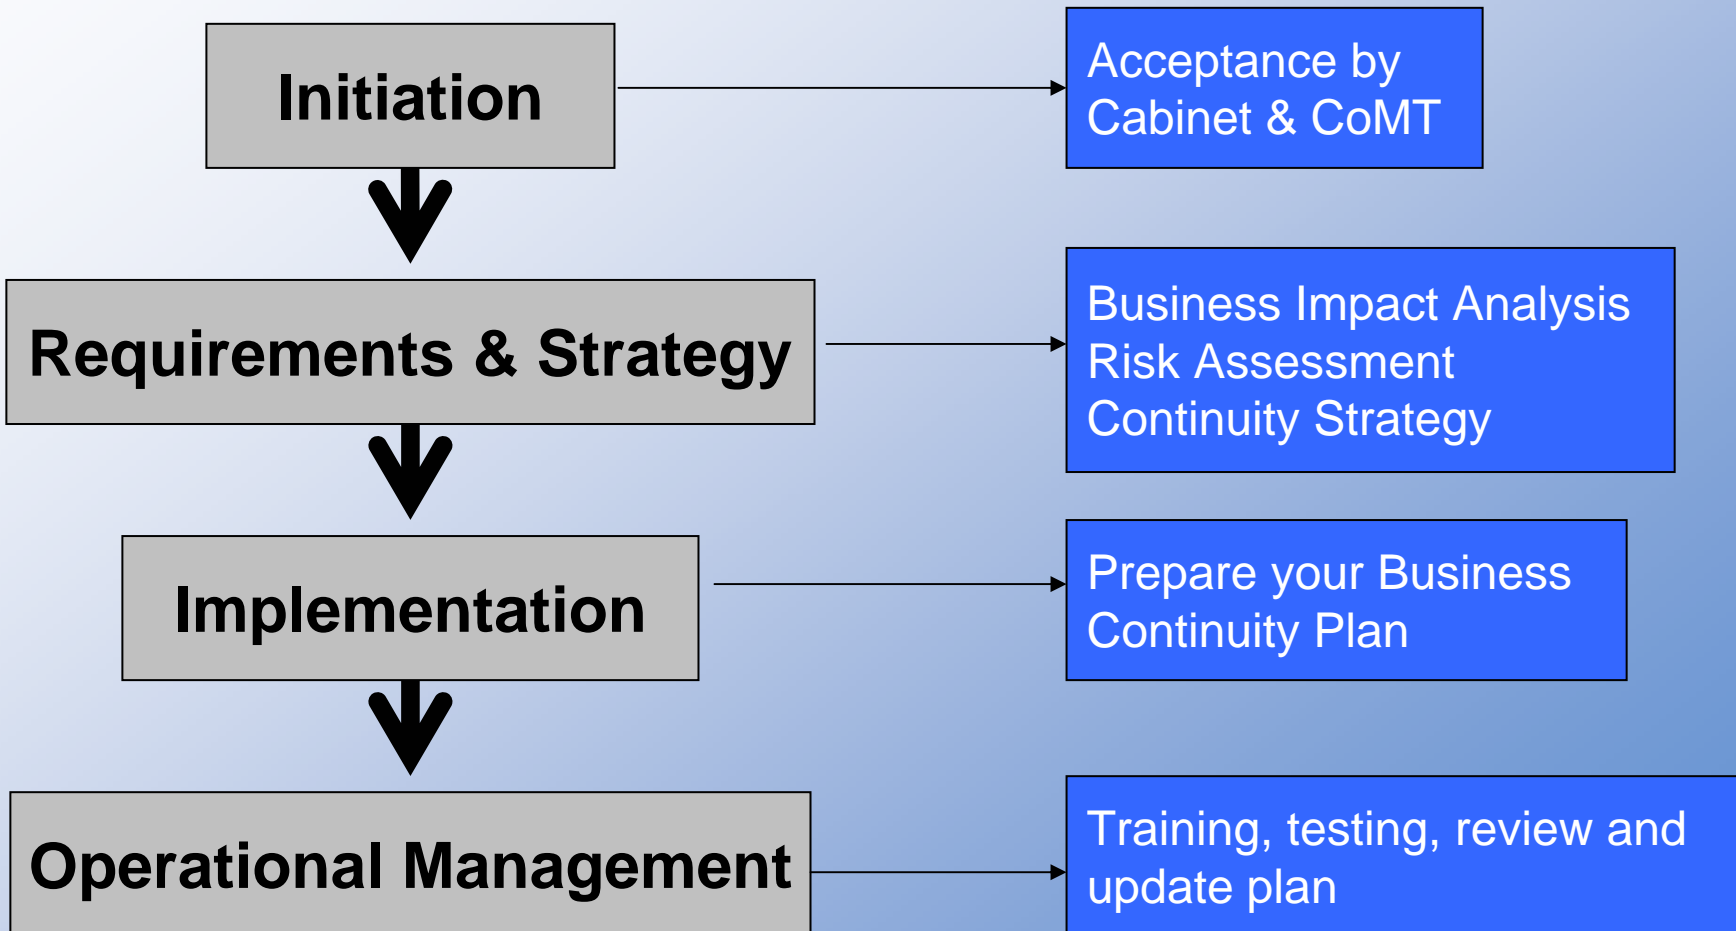 Initiation
Acceptance by
Cabinet & CoMT
Requirements & Strategy
Business Impact Analysis
Risk Assessment
Continuity Strategy
Implementation
Prepare your Business
Continuity Plan
Operational Management
Training, testing, review and
update plan